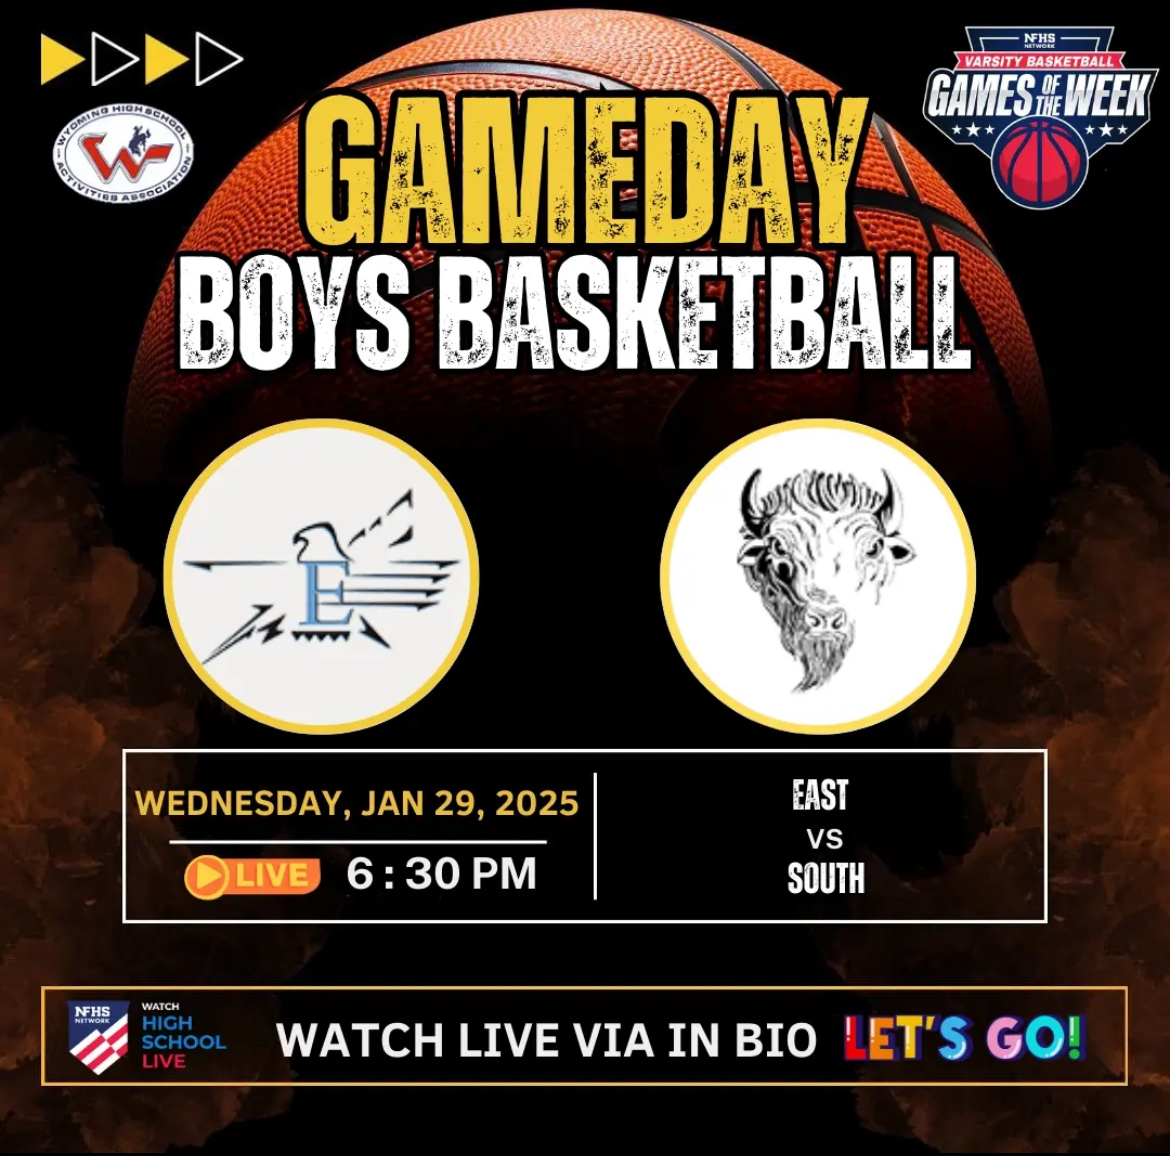 WYOMING HIGH SCHOOL
W
ACTIVITIES ASSOCIATION
NFHS
NETWORK
VARSITY BASKETBALL
GAMES OF THE WEEK
GAMEDAY
BOYS BASKETBALL
E
WEDNESDAY, JAN 29, 2025
LIVE 6 : 30 PM
EAST
VS
SOUTH
NFHS
NETWORK
WATCH
HIGH
SCHOOL
LIVE
WATCH LIVE VIA IN BIO
LET'S GO!